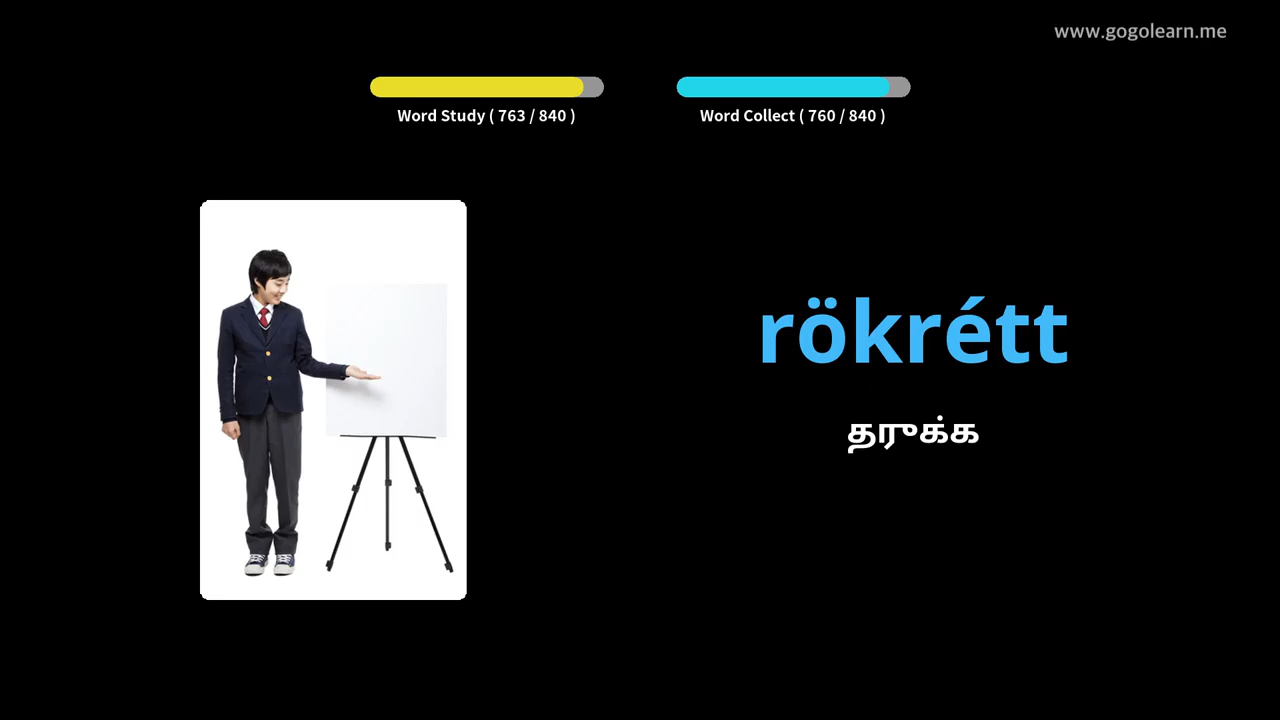 www.gogolearn.me
Word Study ( 763 / 840 )
Word Collect ( 760 / 840 )
rökrétt
தருக்க